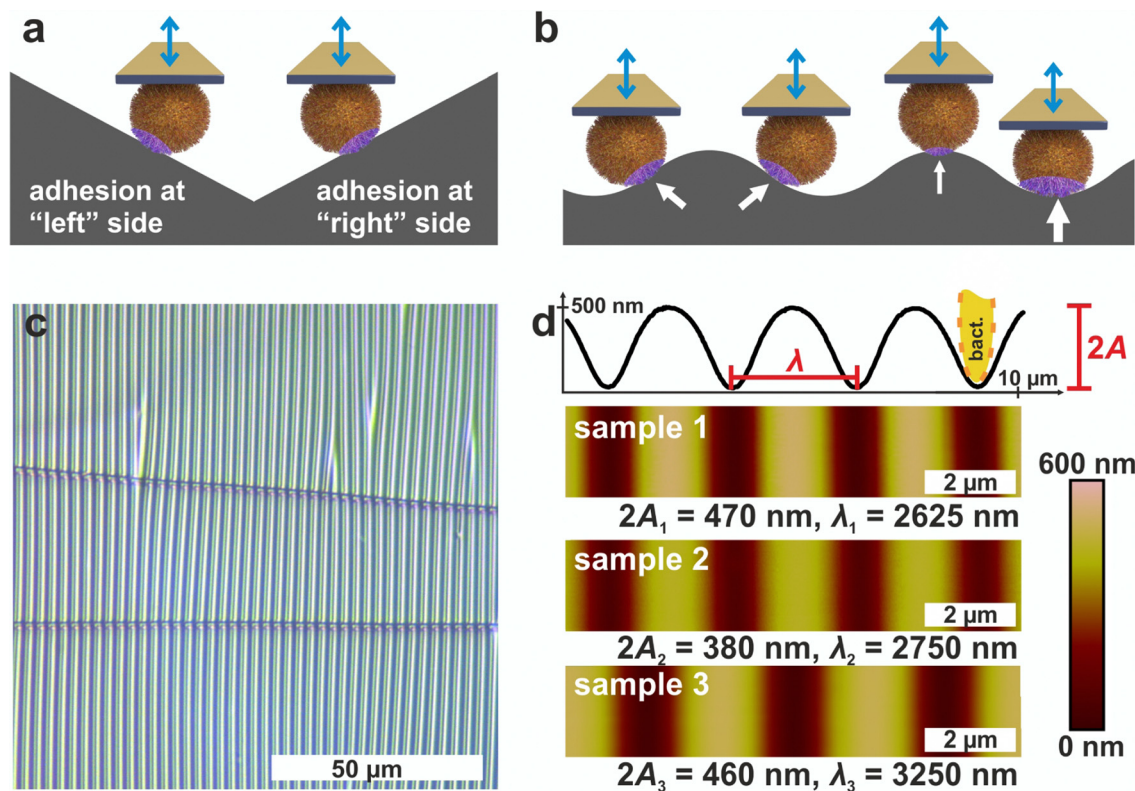 a
adhesion at
“left” side
adhesion at
“right” side
b
c
50 µm
d
500 nm
λ
bact.
10 µm
2A
sample 1
2 µm
2A₁ = 470 nm, λ₁ = 2625 nm
sample 2
2 µm
2A₂ = 380 nm, λ₂ = 2750 nm
sample 3
2 µm
2A₃ = 460 nm, λ₃ = 3250 nm
600 nm
0 nm